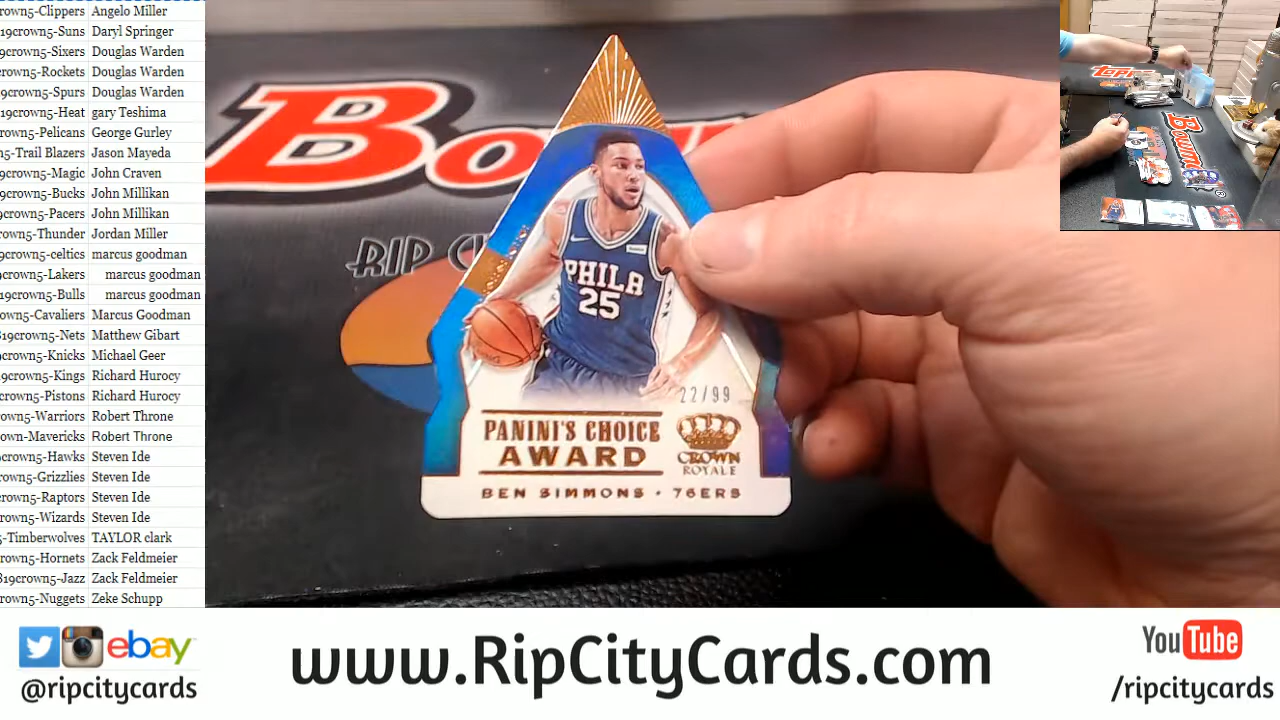 rown5-Clippers Angelo Miller
19crown5-Suns Daryl Springer
9crown5-Sixers Douglas Warden
rown5-Rockets Douglas Warden
9crown5-Spurs Douglas Warden
19crown5-Heat gary Teshima
rown5-Pelicans George Gurley
n5-Trail Blazers Jason Mayeda
crown5-Magic John Craven
9crown5-Bucks John Millikan
crown5-Pacers John Millikan
rown5-Thunder Jordan Miller
9crown5-celtics marcus goodman
9crown5-Lakers marcus goodman
19crown5-Bulls marcus goodman
own5-Cavaliers Marcus Goodman
19crown5-Nets Matthew Gibart
9crown5-Knicks Michael Geer
9crown5-Kings Richard Hurocy
crown5-Pistons Richard Hurocy
own5-Warriors Robert Throne
own-Mavericks Robert Throne
crown5-Hawks Steven Ide
rown5-Grizzlies Steven Ide
crown5-Raptors Steven Ide
rown5-Wizards Steven Ide
5-Timberwolves TAYLOR clark
rown5-Hornets Zack Feldmeier
819crown5-Jazz Zack Feldmeier
rown5-Nuggets Zeke Schupp
Bow
RIP C
PHILA
25
22/99
PANINI'S CHOICE
AWARD
CROWN
ROYALE
BEN SIMMONS • 76ERS
TOPPS
Bowm
ebay
@ripcitycards
www.RipCityCards.com
YouTube
/ripcitycards